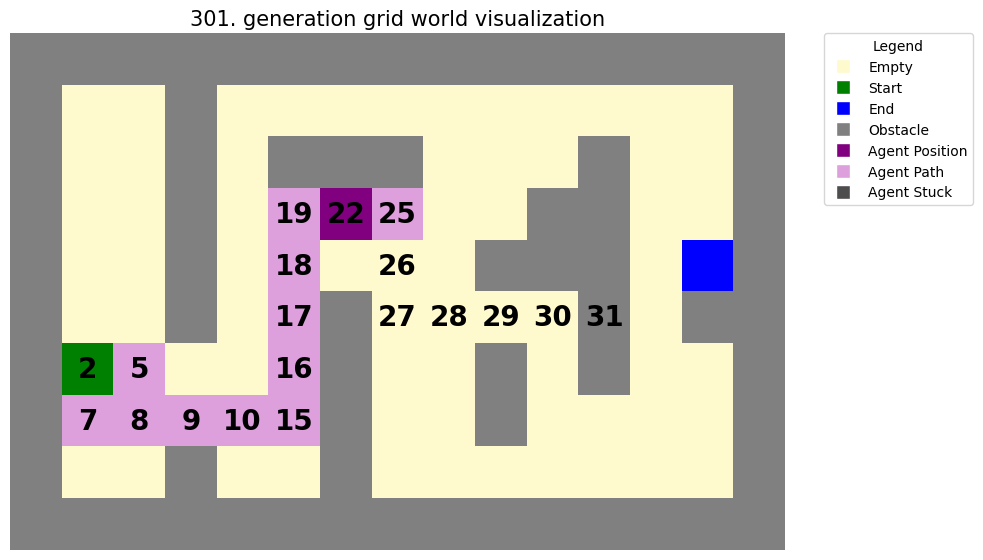 301. generation grid world visualization
Legend
Empty
Start
End
Obstacle
Agent Position
Agent Path
Agent Stuck
19 22 25
18 26
17 27 28 29 30 31
2 5 16
7 8 9 10 15